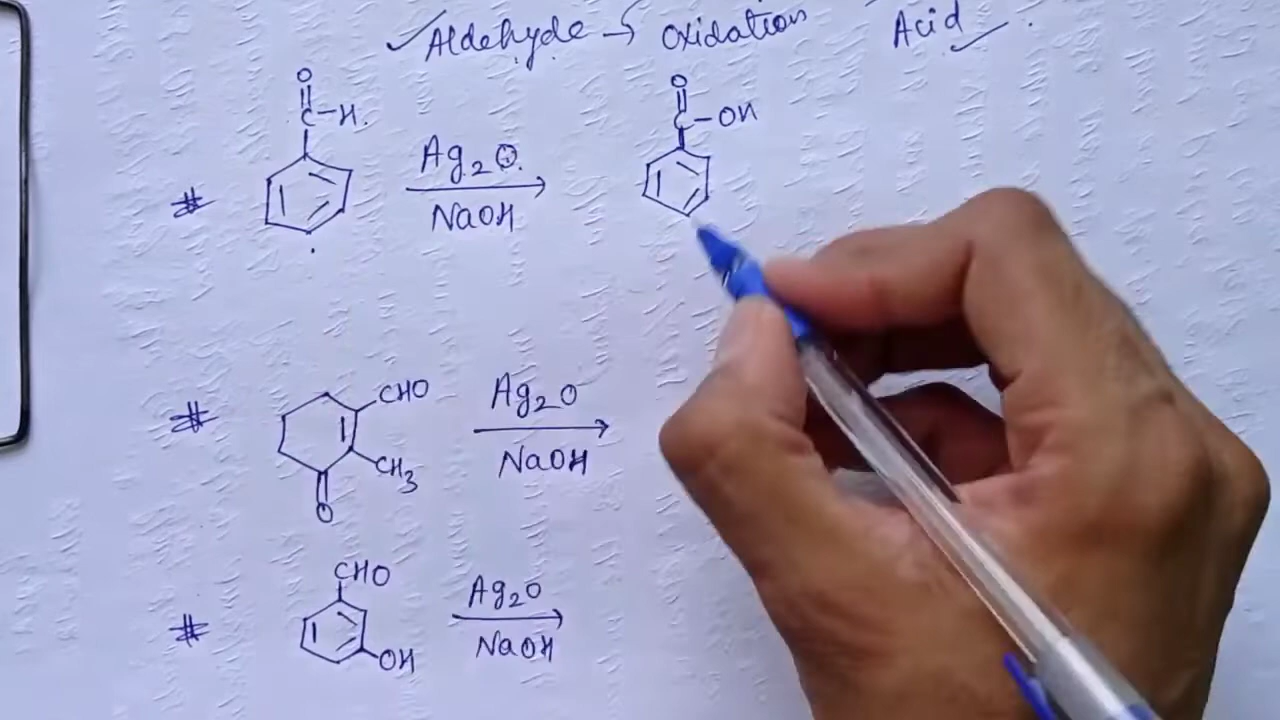 ✓Aldehyde → Oxidation Acid ✓.
O O
C-H. C-OH
# Ag2O.
NaOH
# CHO Ag2O
CH3 NaOH
O
CHO Ag2O
# OH NaOH